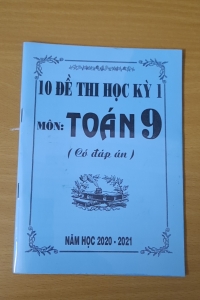 10 ĐỀ THI HỌC KỲ 1
MÔN: TOÁN 9
(Có đáp án)
NĂM HỌC 2020 - 2021